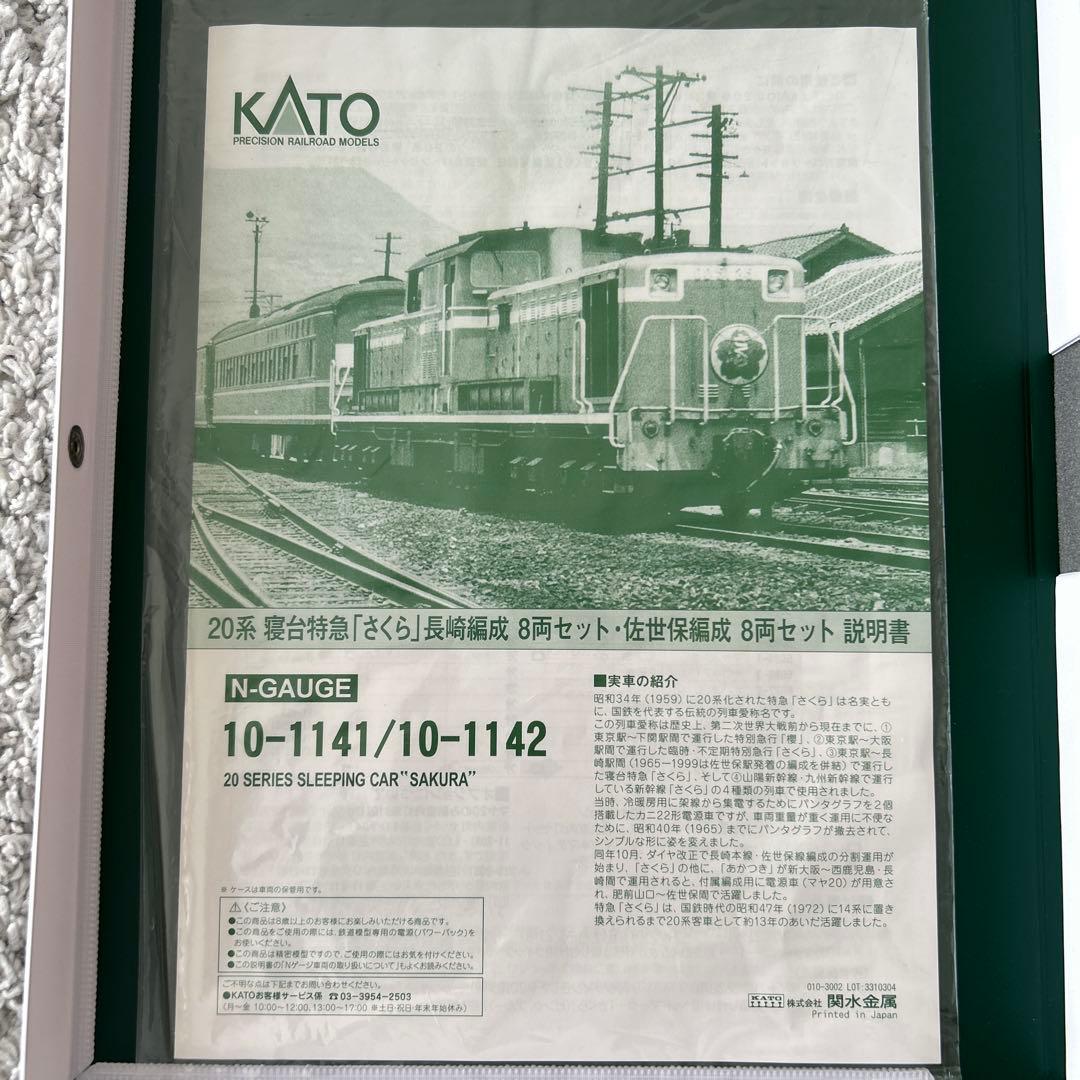 KATO
PRECISION RAILROAD MODELS
20系 寝台特急「さくら」長崎編成 8両セット・佐世保編成 8両セット 説明書
N-GAUGE
10-1141/10-1142
20 SERIES SLEEPING CAR "SAKURA"
■実車の紹介
昭和34年(1959)に20系化された特急「さくら」は名実とも
に、国鉄を代表する伝統の列車愛称名です。
この列車愛称は歴史上、第二次世界大戦前から現在までに、①
東京駅~下関駅間で運行した特別急行「櫻」、②東京駅~大阪
駅間で運行した臨時・不定期特別急行「さくら」、③東京駅~長
崎駅間(1965-1999は佐世保駅発着の編成を併結)で運行し
た寝台特急「さくら」、そして④山陽新幹線・九州新幹線で運行
している新幹線「さくら」の4種類の列車で使用されました。
当時、冷暖房用に架線から集電するためにパンタグラフを2個
搭載したカニ22形電源車ですが、車両重量が重く運用に不便な
ために、昭和40年(1965)までにパンタグラフが撤去されて、
シンプルな形に姿を変えました。
同年10月、ダイヤ改正で長崎本線・佐世保線編成の分割運用が
始まり、「さくら」の他に、「あかつき」が新大阪~西鹿児島・長
崎間で運用されると、付属編成用に電源車(マヤ20)が用意さ
れ、肥前山口~佐世保間で活躍しました。
特急「さくら」は、国鉄時代の昭和47年(1972)に14系に置き
換えられるまで20系客車として約13年のあいだ活躍しました。
※ ケースは車両の保管用です。
⚠〈ご注意〉
●この商品は8歳以上のお客様にお楽しみいただける商品です。
●この商品をご使用の際には、鉄道模型専用の電源(パワーパック)を
お使いください。
●この商品は精密模型ですので、ご使用の際にはお気を付けください。
●この説明書の「Nゲージ車両の取り扱いについて」もよくお読みください。
ご不明な点は下記までお問い合わせください。
●KATOお客様サービス係 ☎03-3954-2503
(月~金 10:00~12:00、13:00~17:00 ※土日・祝日・年末年始休み)
010-3002 LOT:3310304
KATO 株式会社 関水金属
Printed in Japan